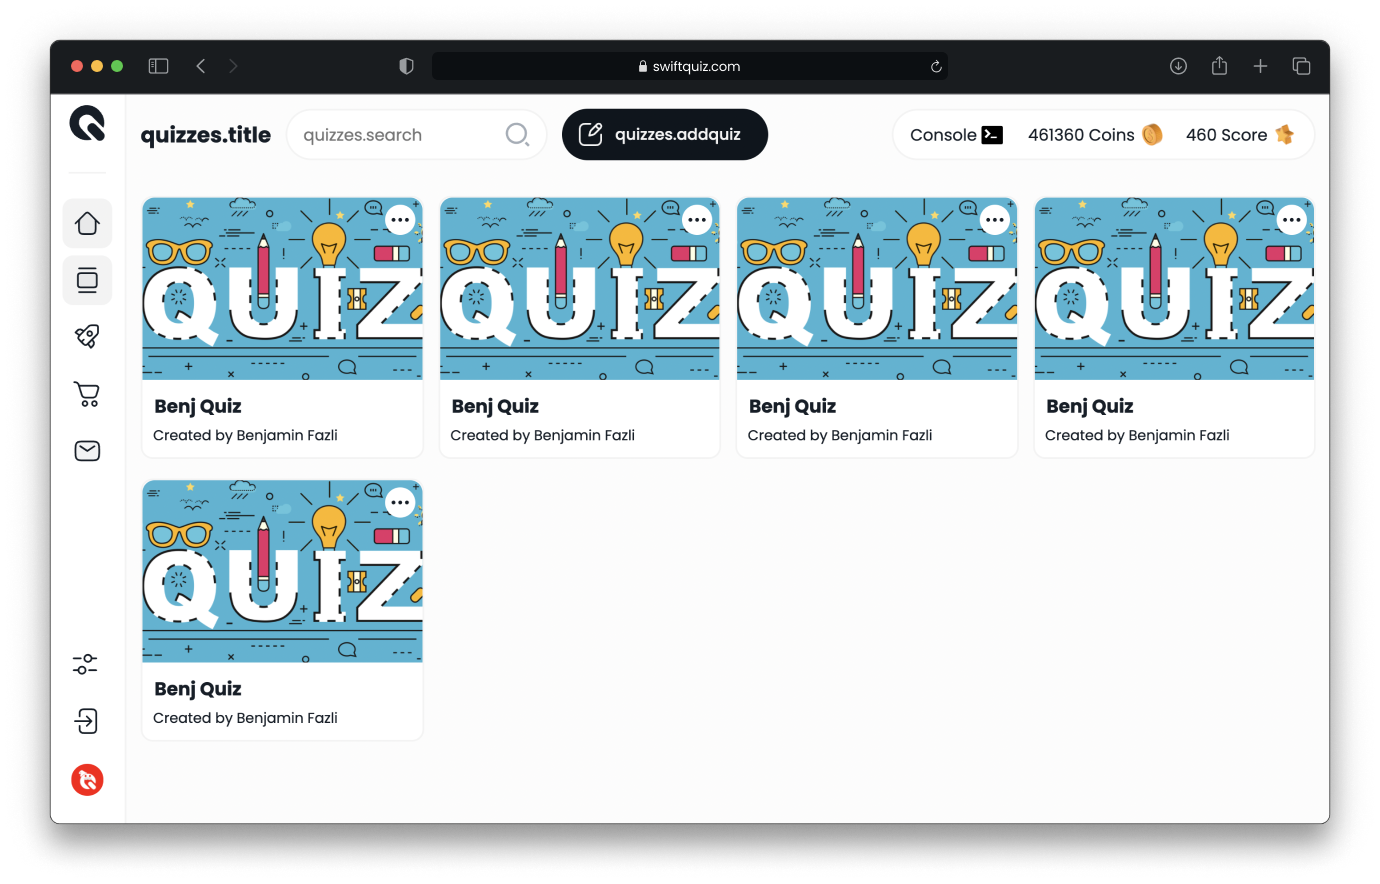 swiftquiz.com
quizzes.title
quizzes.search
quizzes.addquiz
Console
461360 Coins
460 Score
QUIZ
QUIZ
QUIZ
QUIZ
Benj Quiz
Benj Quiz
Benj Quiz
Benj Quiz
Created by Benjamin Fazli
Created by Benjamin Fazli
Created by Benjamin Fazli
Created by Benjamin Fazli
QUIZ
Benj Quiz
Created by Benjamin Fazli